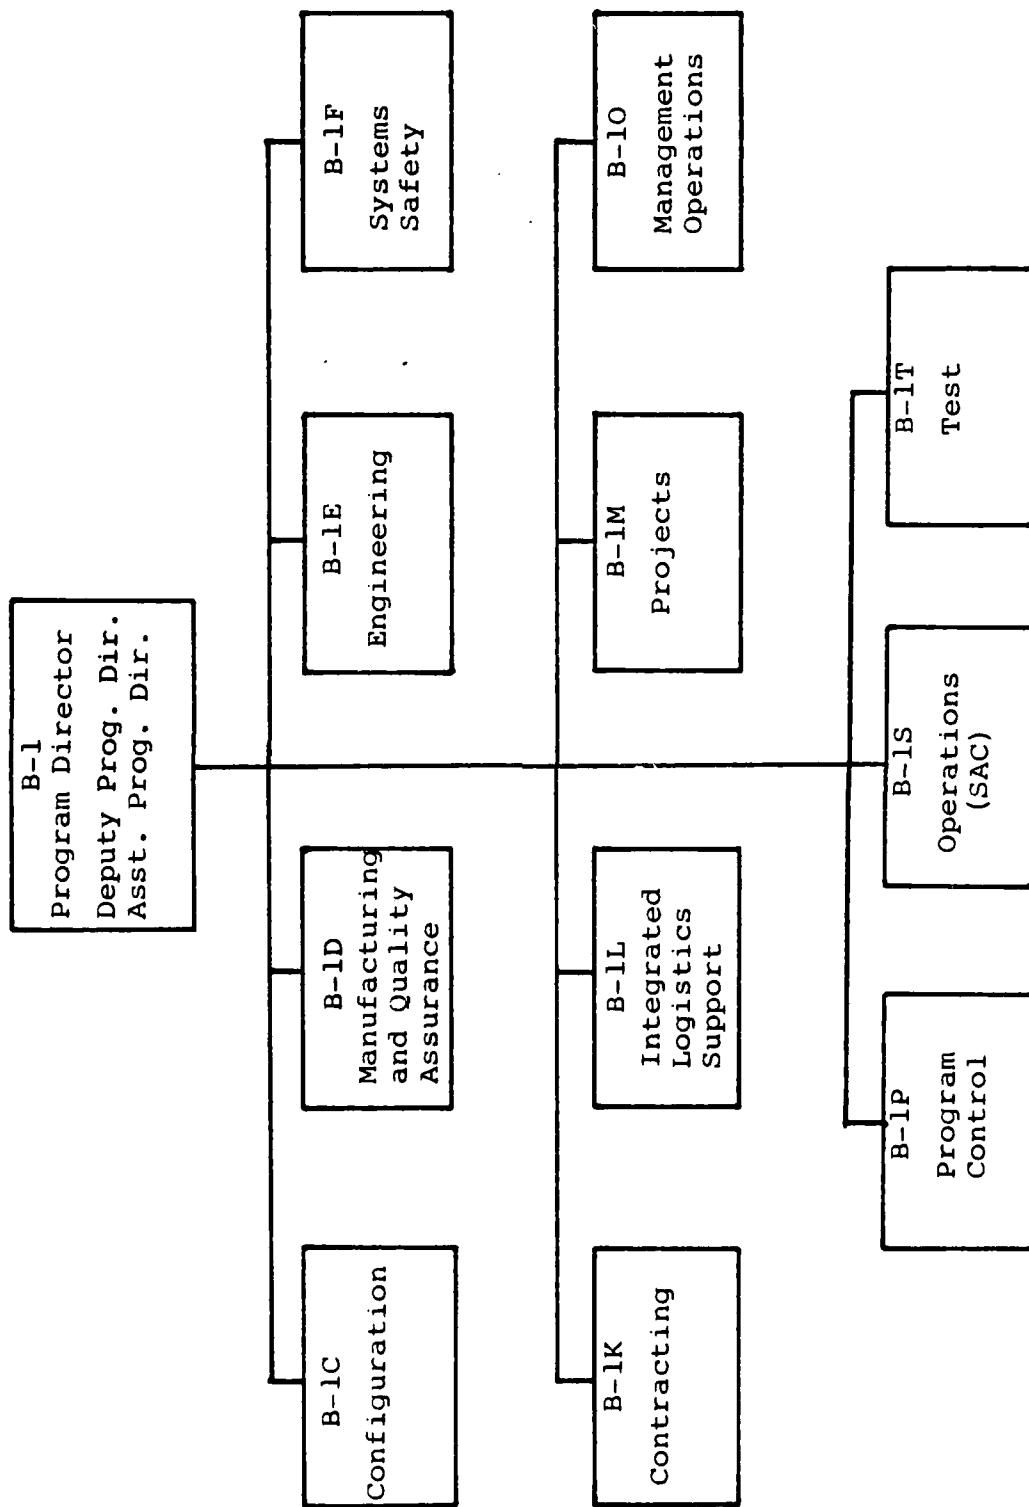 B-1
Program Director
Deputy Prog. Dir.
Asst. Prog. Dir.
B-1C
Configuration
B-1D
Manufacturing
and Quality
Assurance
B-1E
Engineering
B-1F
Systems
Safety
B-1K
Contracting
B-1L
Integrated
Logistics
Support
B-1M
Projects
B-1O
Management
Operations
B-1P
Program
Control
B-1S
Operations
(SAC)
B-1T
Test